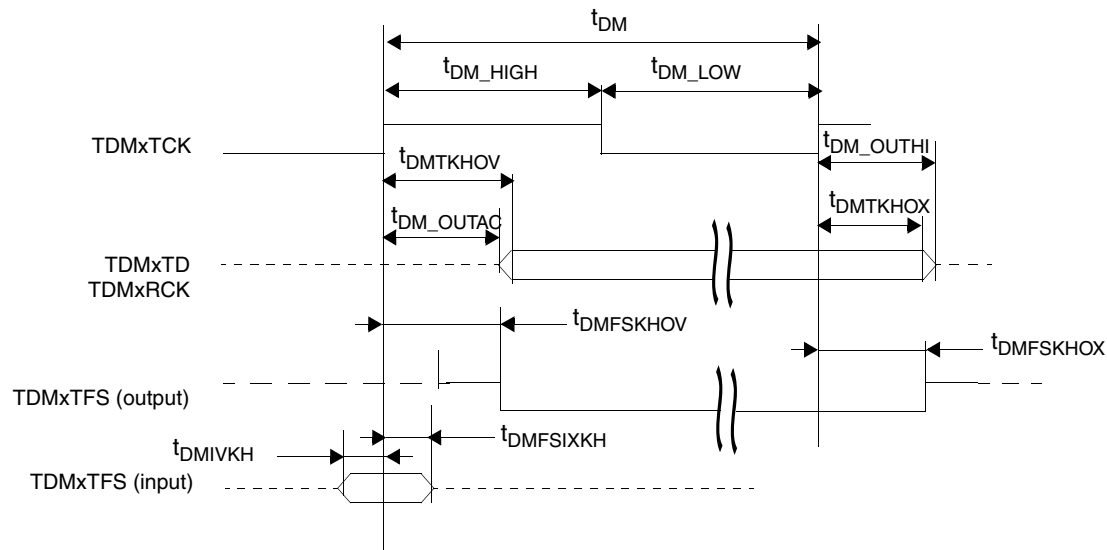 tDM
tDM_HIGH
tDM_LOW
TDMxTCK
tDM_OUTHI
tDMTKHOV
tDMTKHOX
tDM_OUTAC
TDMxTD
TDMxRCK
tDMFSKHOV
tDMFSKHOX
TDMxTFS (output)
tDMIVKH
tDMFSIXKH
TDMxTFS (input)